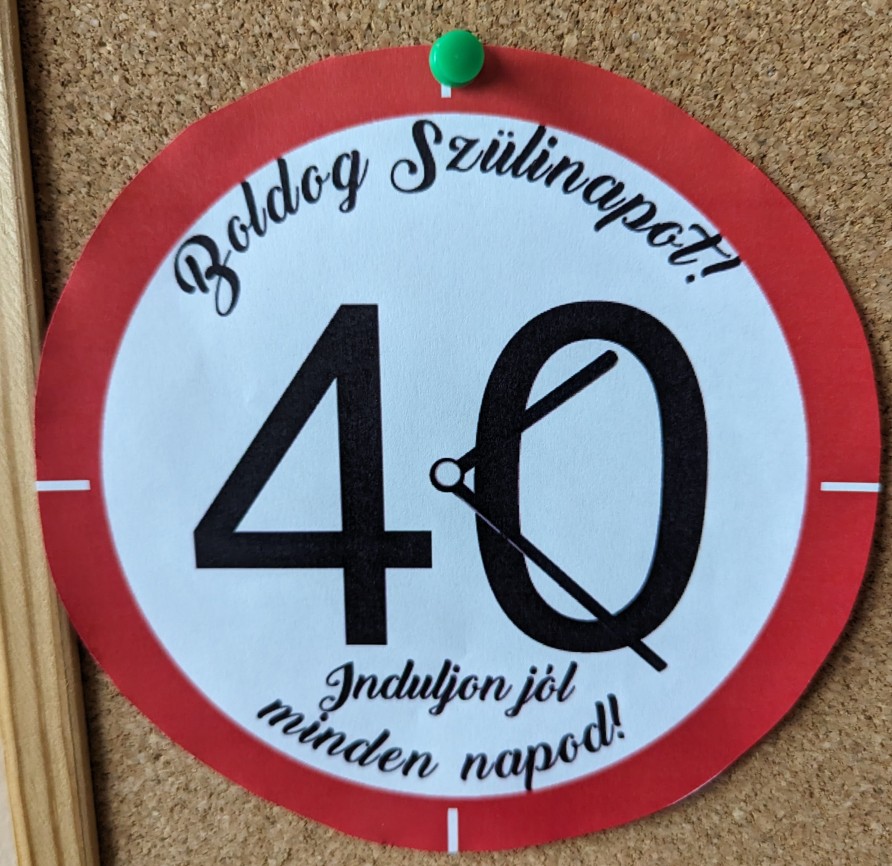 Boldog Szülinapot!
40
Induljon jól
minden napod!